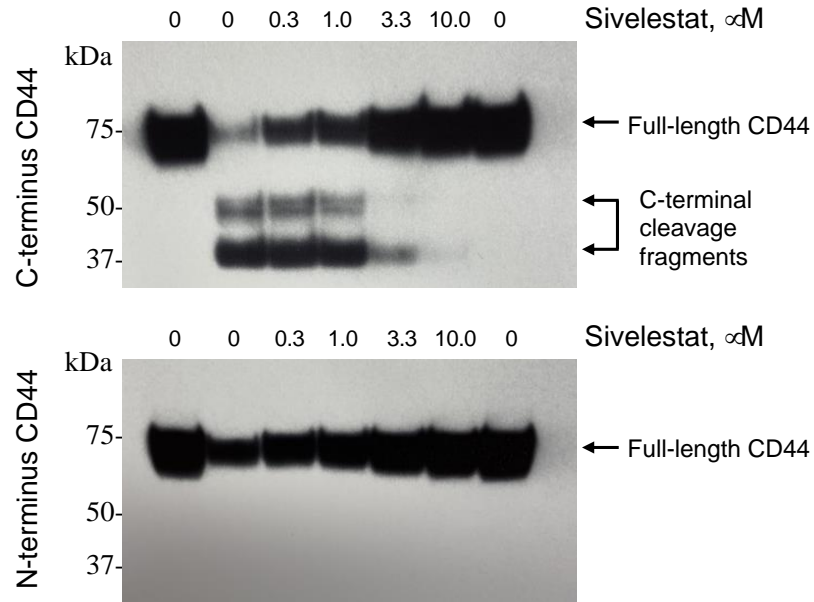 0 0 0.3 1.0 3.3 10.0 0 Sivelestat, ∝M
kDa
C-terminus CD44
75-
Full-length CD44
50-
C-terminal
cleavage
fragments
37-
0 0 0.3 1.0 3.3 10.0 0 Sivelestat, ∝M
kDa
N-terminus CD44
75-
Full-length CD44
50-
37-